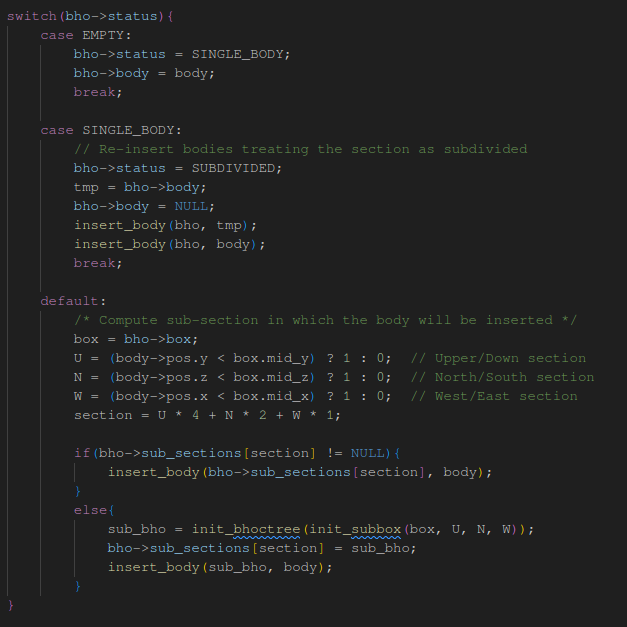 switch(bho->status){
case EMPTY:
bho->status = SINGLE_BODY;
bho->body = body;
break;
case SINGLE_BODY:
// Re-insert bodies treating the section as subdivided
bho->status = SUBDIVIDED;
tmp = bho->body;
bho->body = NULL;
insert_body(bho, tmp);
insert_body(bho, body);
break;
default:
/* Compute sub-section in which the body will be inserted */
box = bho->box;
U = (body->pos.y < box.mid_y) ? 1 : 0;  // Upper/Down section
N = (body->pos.z < box.mid_z) ? 1 : 0;  // North/South section
W = (body->pos.x < box.mid_x) ? 1 : 0;  // West/East section
section = U * 4 + N * 2 + W * 1;
if(bho->sub_sections[section] != NULL){
insert_body(bho->sub_sections[section], body);
}
else{
sub_bho = init_bhoctree(init_subbox(box, U, N, W));
bho->sub_sections[section] = sub_bho;
insert_body(sub_bho, body);
}
}